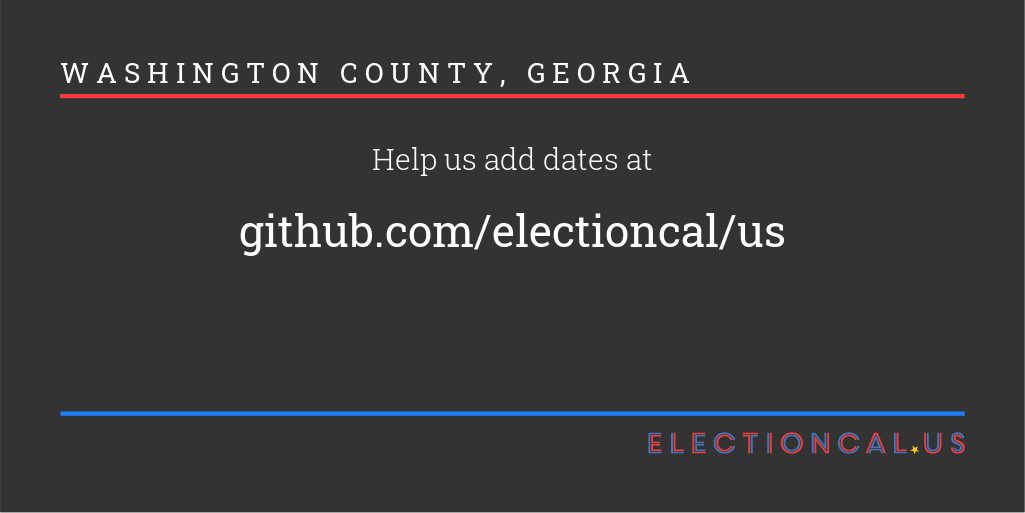 WASHINGTON COUNTY, GEORGIA
Help us add dates at
github.com/electioncal/us
ELECTIONCAL.US